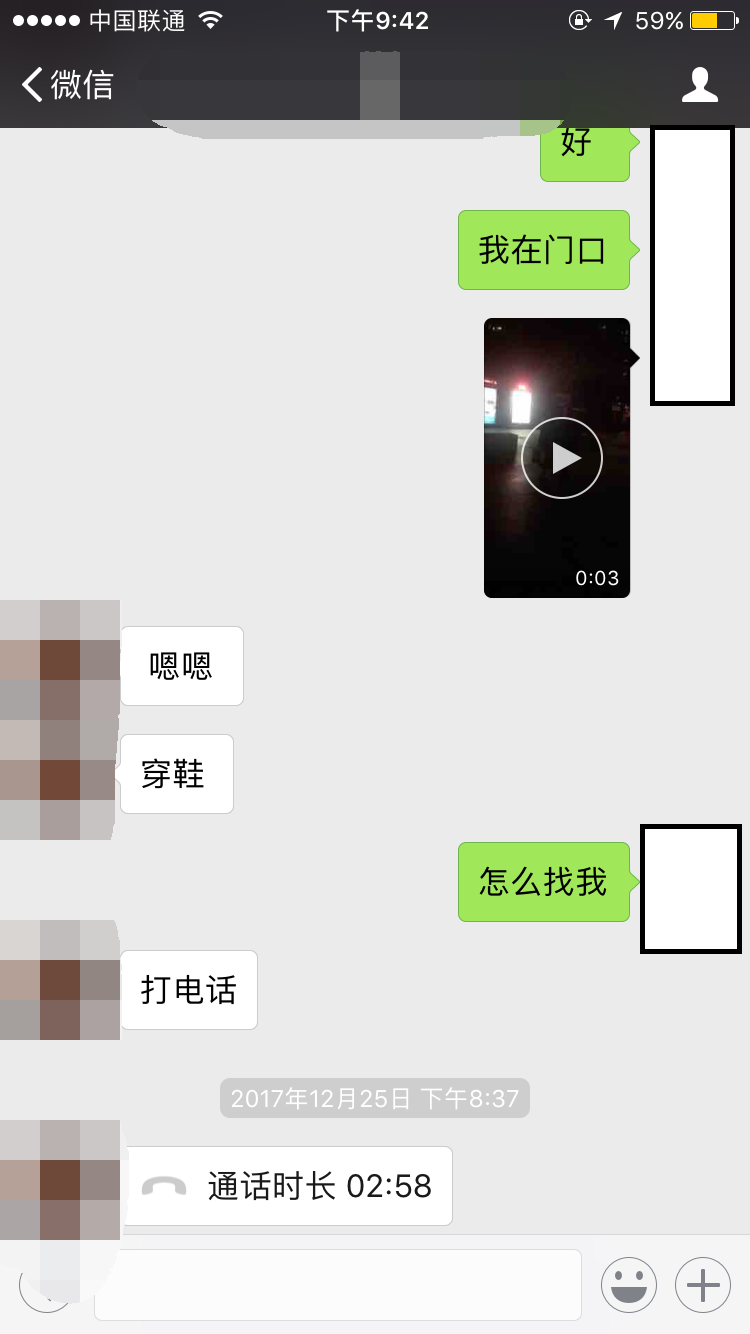 中国联通 下午9:42 59%
微信
好
我在门口
0:03
嗯嗯
穿鞋
怎么找我
打电话
2017年12月25日 下午8:37
通话时长 02:58